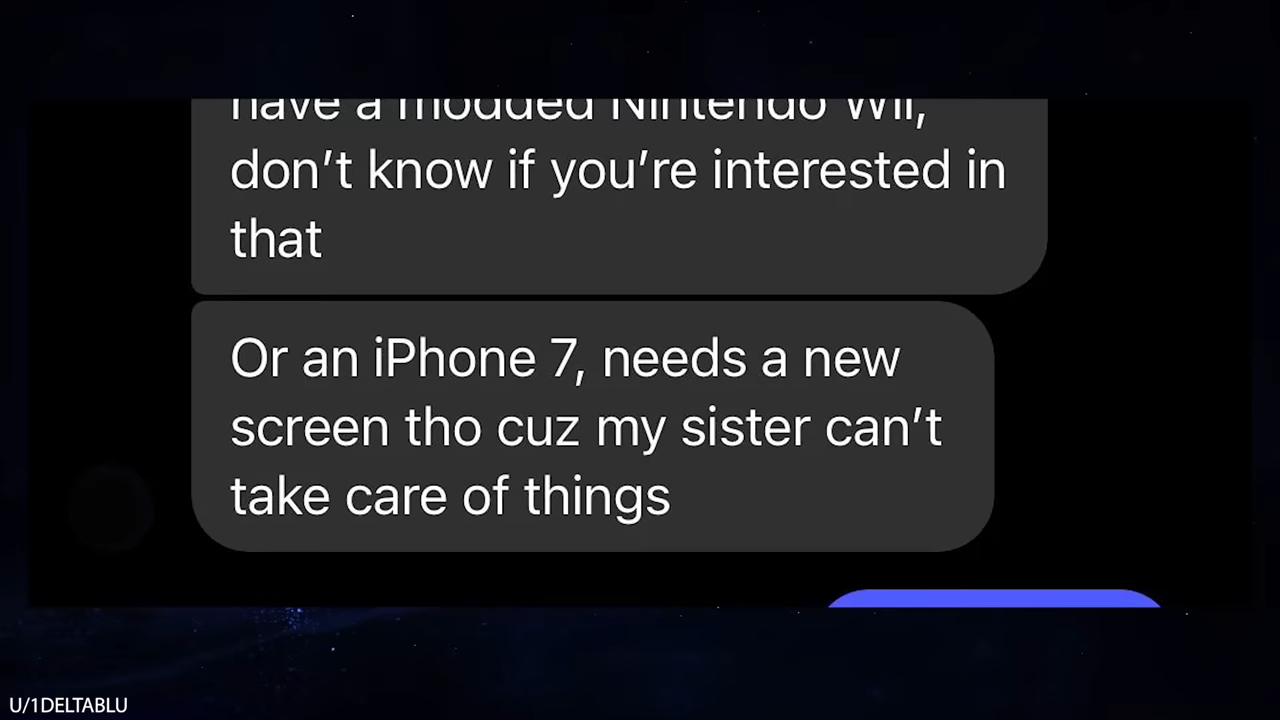 have a modded Nintendo Wii,
don’t know if you’re interested in
that
Or an iPhone 7, needs a new
screen tho cuz my sister can’t
take care of things
U/1DELTABLU